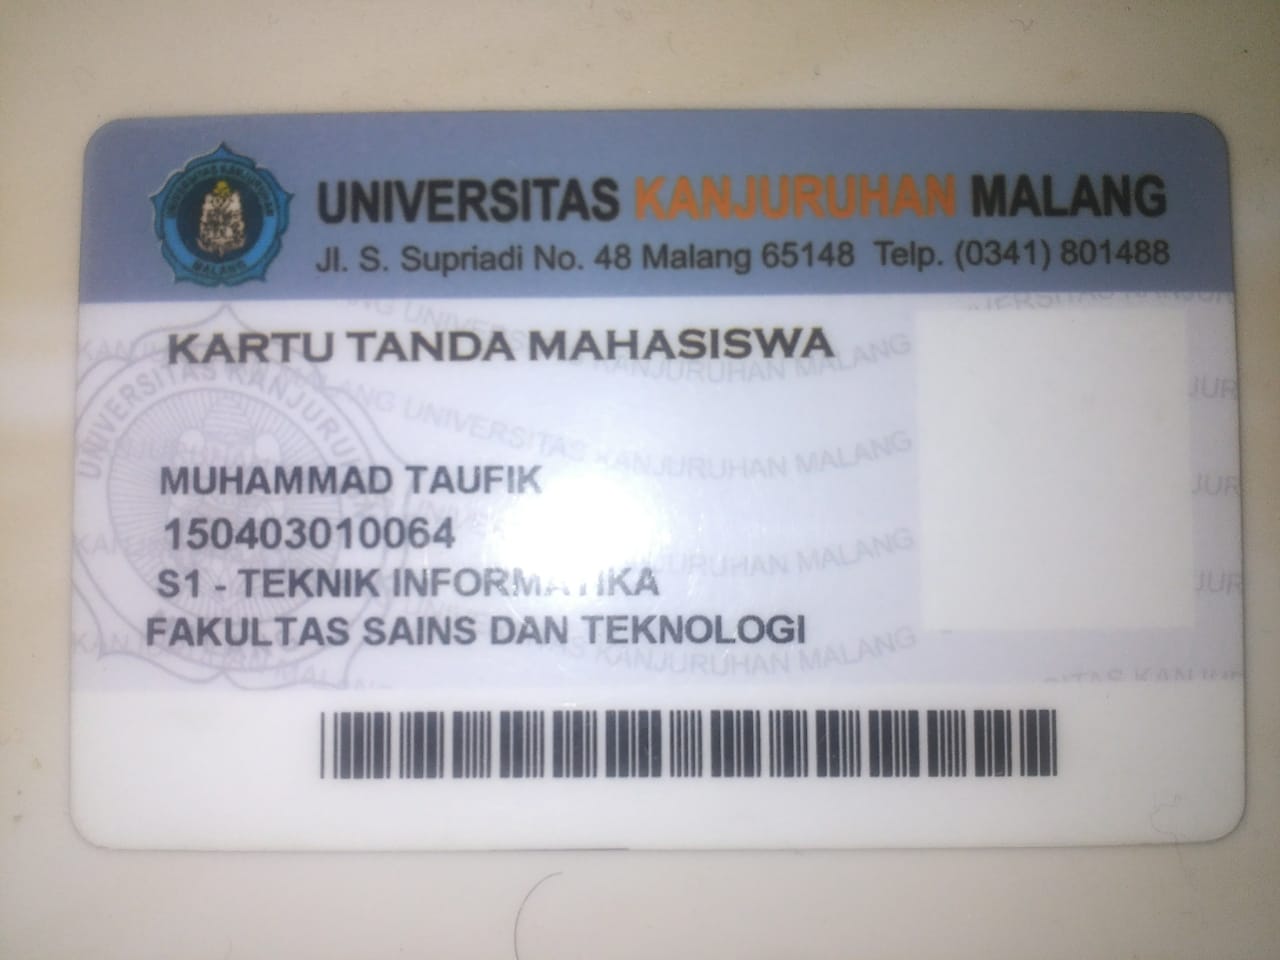 UNIVERSITAS KANJURUHAN MALANG
Jl. S. Supriadi No. 48 Malang 65148 Telp. (0341) 801488
KARTU TANDA MAHASISWA
MUHAMMAD TAUFIK
150403010064
S1 - TEKNIK INFORMATIKA
FAKULTAS SAINS DAN TEKNOLOGI